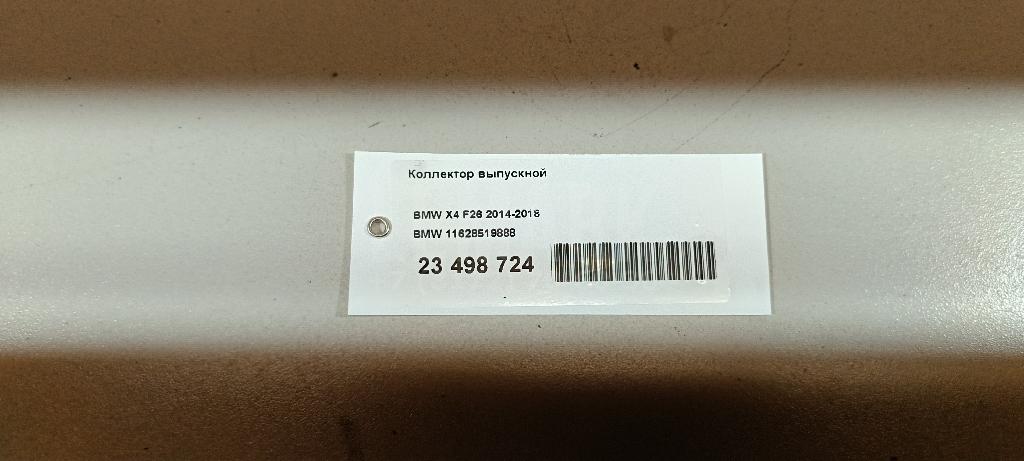 Коллектор выпускной
BMW X4 F26 2014-2018
BMW 11628519888
23 498 724